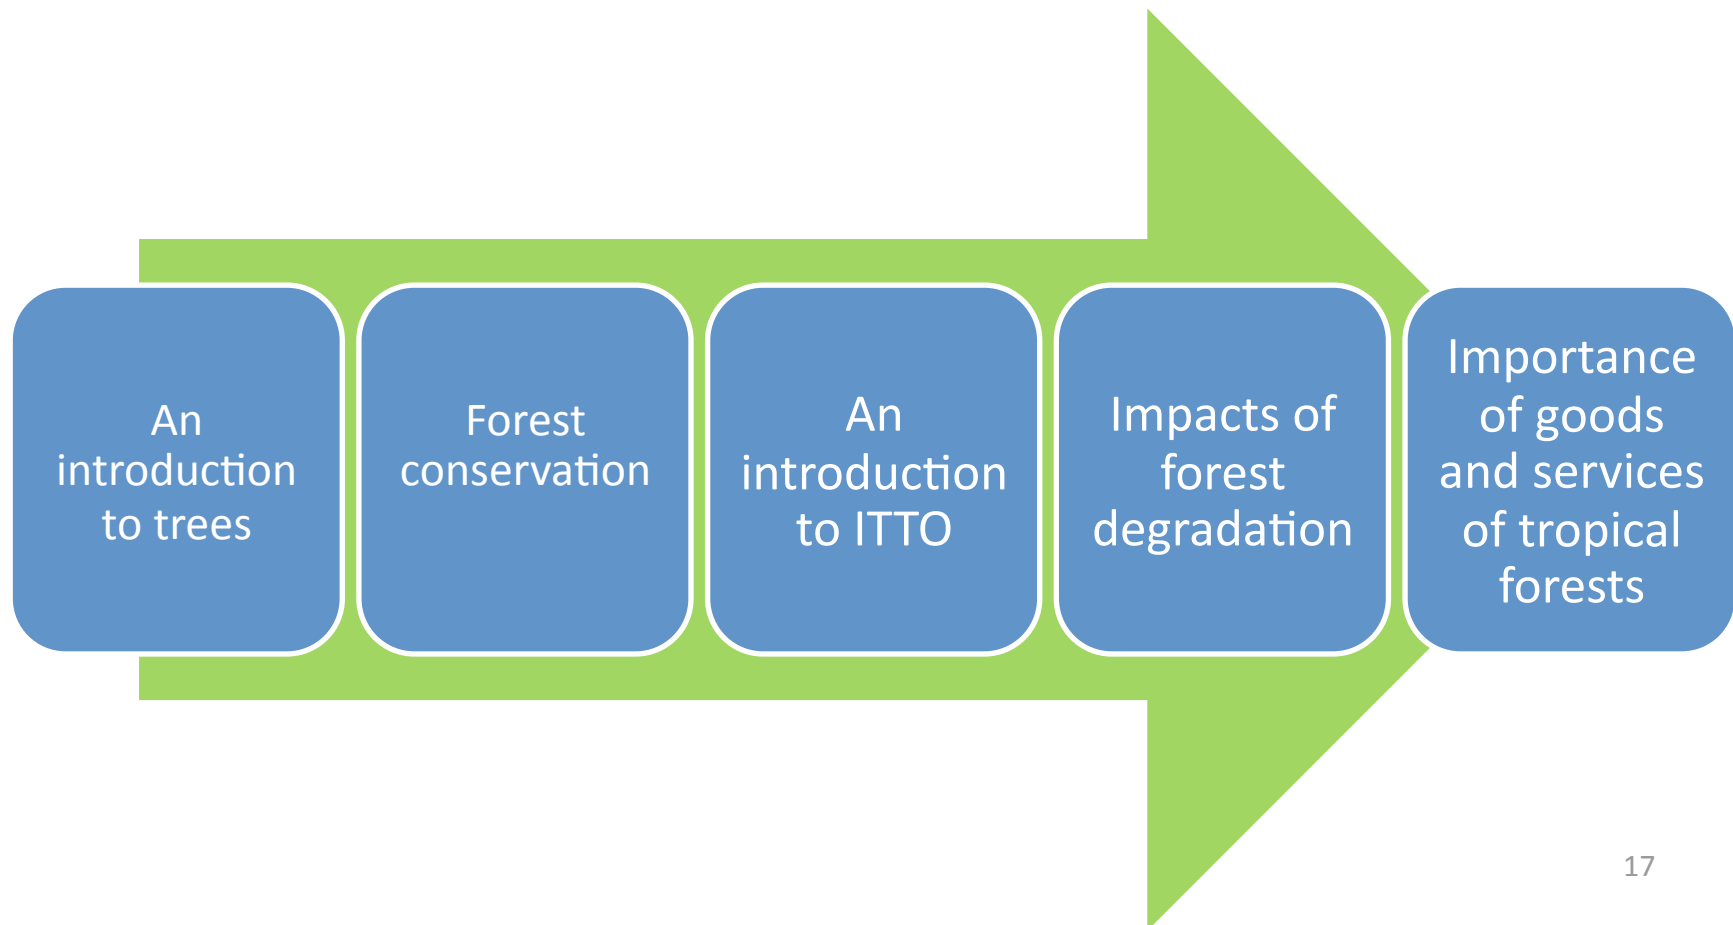 An
introduction
to trees
Forest
conservation
An
introduction
to ITTO
Impacts of
forest
degradation
Importance
of goods
and services
of tropical
forests
17